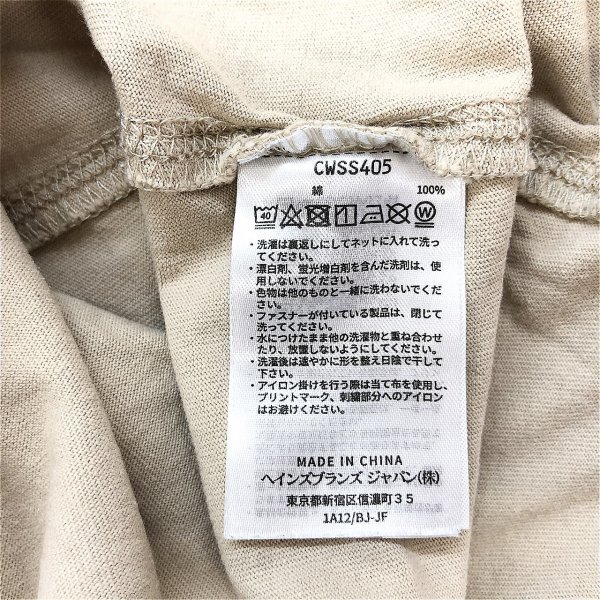 CWSS405
綿 100%
40 W
・洗濯は裏返しにしてネットに入れて洗っ
てください。
・漂白剤、蛍光増白剤を含んだ洗剤は、使
用しないでください。
・色物は他のものと一緒に洗わないでくだ
さい。
・ファスナーが付いている製品は、閉じて
洗ってください。
・水につけたまま他の洗濯物と重ね合わせ
たり、放置しないようにしてください。
・洗濯後は速やかに形を整え日陰で干して
下さい。
・アイロン掛けを行う際は当て布を使用し、
プリントマーク、刺繍部分へのアイロン
はお避けください。
MADE IN CHINA
ヘインズブランズ ジャパン(株)
東京都新宿区信濃町35
1A12/BJ-JF